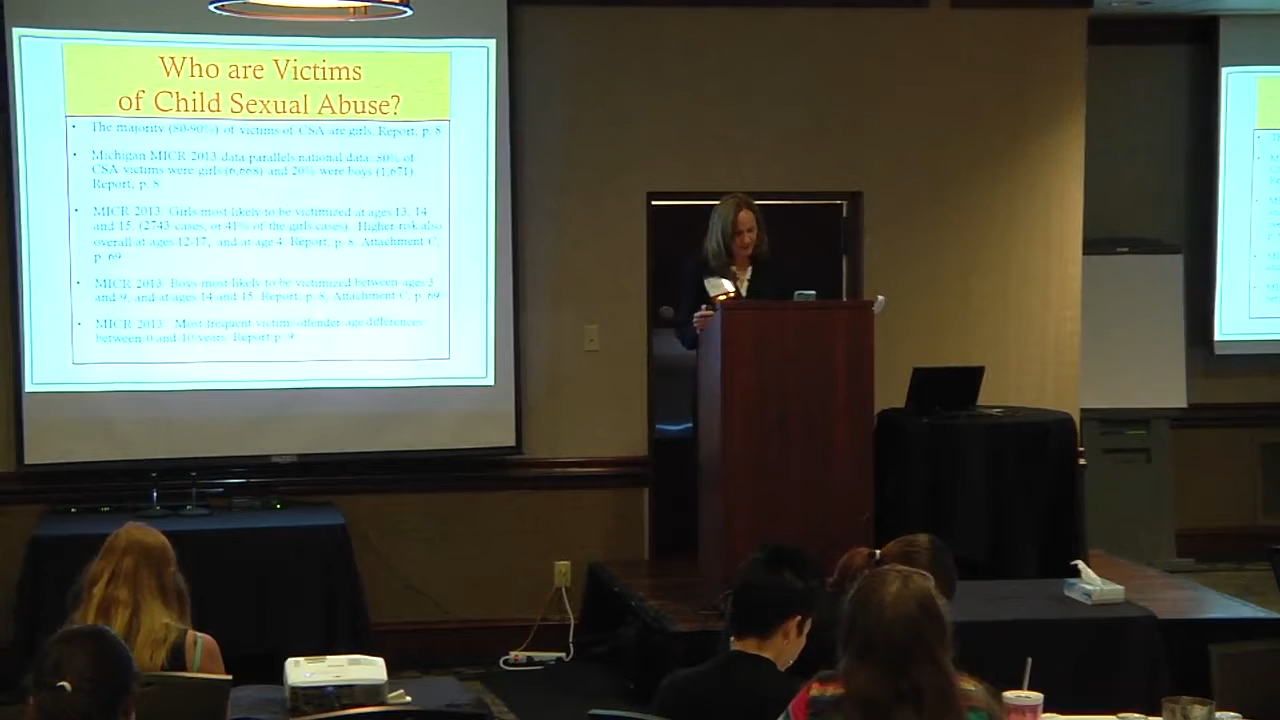 Who are Victims
of Child Sexual Abuse?
• The majority (80-90%) of victims of CSA are girls. Report, p. 8
• Michigan MICR 2013 data parallels national data: 80% of
CSA victims were girls (6,668) and 20% were boys (1,671)
Report, p. 8
• MICR 2013: Girls most likely to be victimized at ages 13, 14
and 15. (2743 cases, or 41% of the girls cases). Higher risk also
overall at ages 12-17, and at age 4. Report, p. 8, Attachment C,
p. 69
• MICR 2013: Boys most likely to be victimized between ages 3
and 9, and at ages 14 and 15. Report, p. 8, Attachment C, p. 69
• MICR 2013: Most frequent victim/offender age differences
between 0 and 10 years. Report p. 9